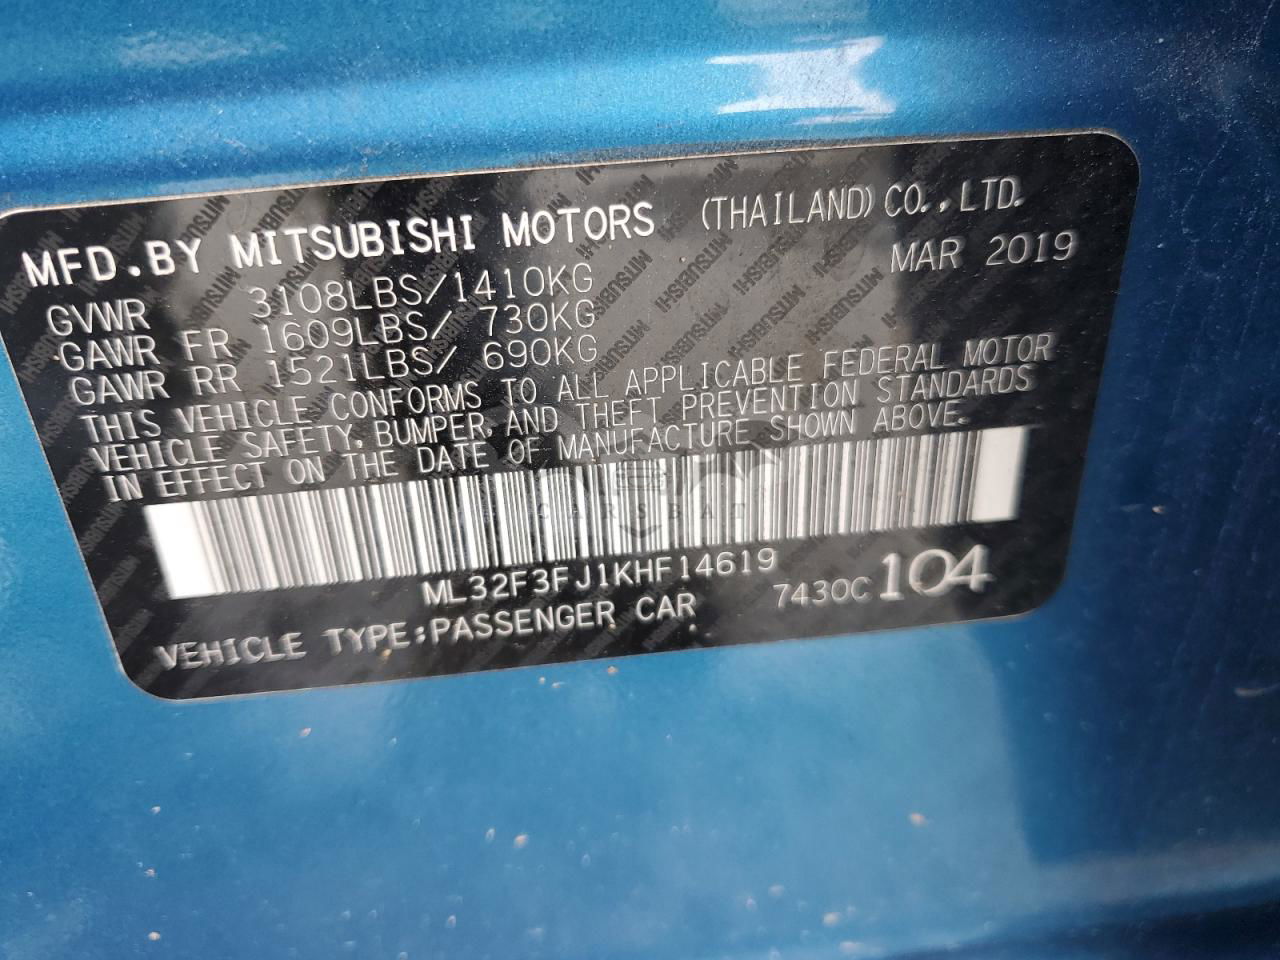 MFD.BY MITSUBISHI MOTORS (THAILAND) CO.,LTD.
MAR 2019
GVWR 3108LBS/1410KG
GAWR FR 1609LBS/ 730KG
GAWR RR 1521LBS/ 690KG
THIS VEHICLE CONFORMS TO ALL APPLICABLE FEDERAL MOTOR
VEHICLE SAFETY, BUMPER, AND THEFT PREVENTION STANDARDS
IN EFFECT ON THE DATE OF MANUFACTURE SHOWN ABOVE.
CARSBAT
ML32F3FJ1KHF14619
7430C 104
VEHICLE TYPE:PASSENGER CAR